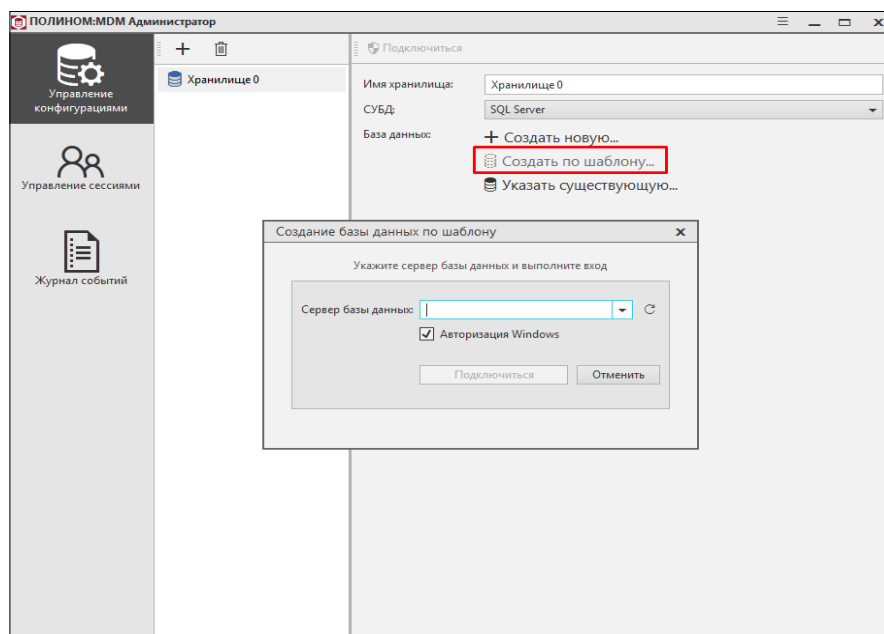 ПОЛИНОМ:MDM Администратор
Управление
конфигурациями
Управление сессиями
Журнал событий
Хранилище 0
Подключиться
Имя хранилища: Хранилище 0
СУБД: SQL Server
База данных: Создать новую...
Создать по шаблону...
Указать существующую...
Создание базы данных по шаблону
Укажите сервер базы данных и выполните вход
Сервер базы данных:
Авторизация Windows
Подключиться Отменить